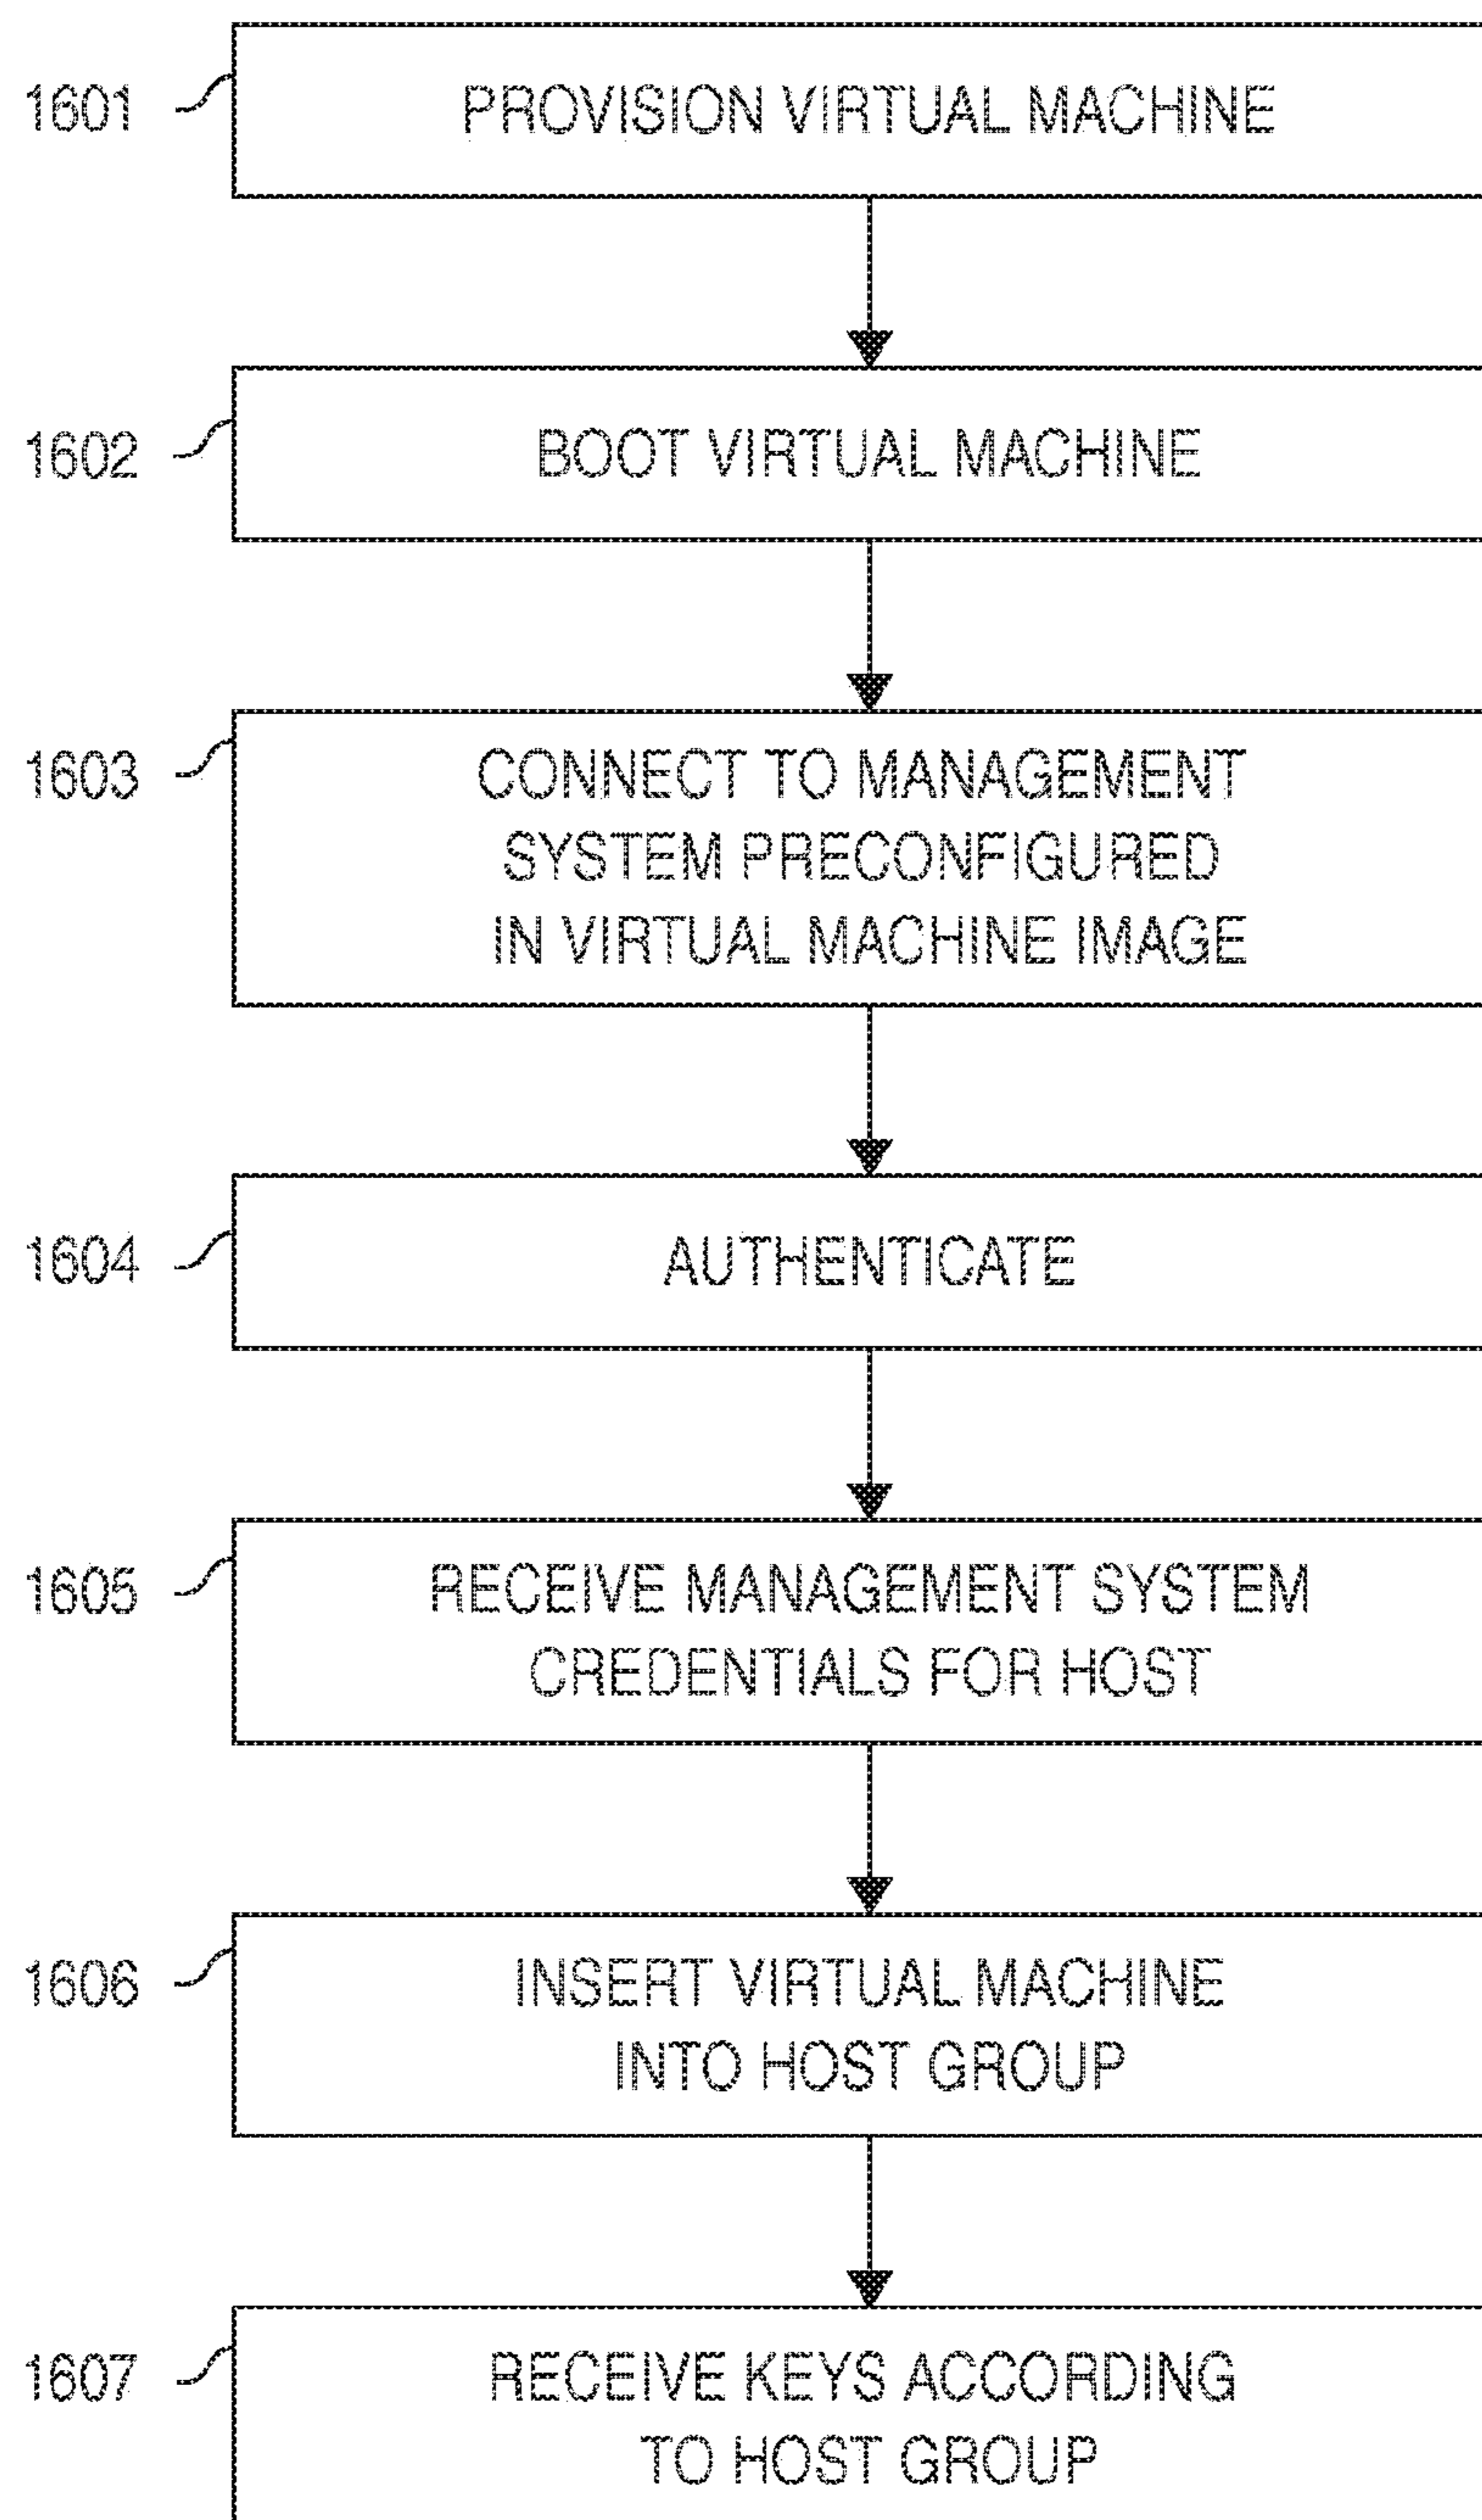 1601 PROVISION VIRTUAL MACHINE
1602 BOOT VIRTUAL MACHINE
1603 CONNECT TO MANAGEMENT
SYSTEM PRECONFIGURED
IN VIRTUAL MACHINE IMAGE
1604 AUTHENTICATE
1605 RECEIVE MANAGEMENT SYSTEM
CREDENTIALS FOR HOST
1606 INSERT VIRTUAL MACHINE
INTO HOST GROUP
1607 RECEIVE KEYS ACCORDING
TO HOST GROUP